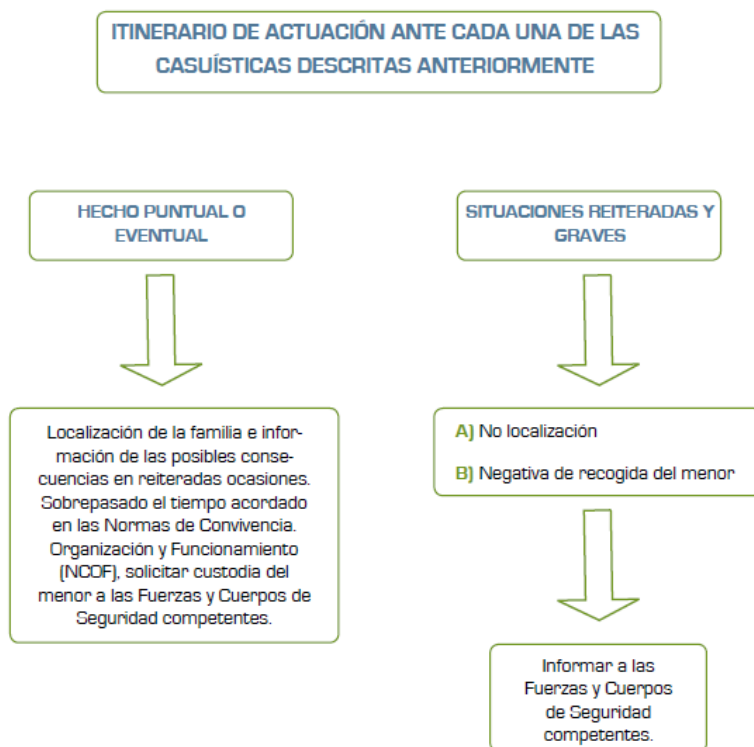 ITINERARIO DE ACTUACIÓN ANTE CADA UNA DE LAS
CASUÍSTICAS DESCRITAS ANTERIORMENTE
HECHO PUNTUAL O
EVENTUAL
Localización de la familia e infor-
mación de las posibles conse-
cuencias en reiteradas ocasiones.
Sobrepasado el tiempo acordado
en las Normas de Convivencia.
Organización y Funcionamiento
(NCOF), solicitar custodia del
menor a las Fuerzas y Cuerpos de
Seguridad competentes.
SITUACIONES REITERADAS Y
GRAVES
A) No localización
B) Negativa de recogida del menor
Informar a las
Fuerzas y Cuerpos
de Seguridad
competentes.